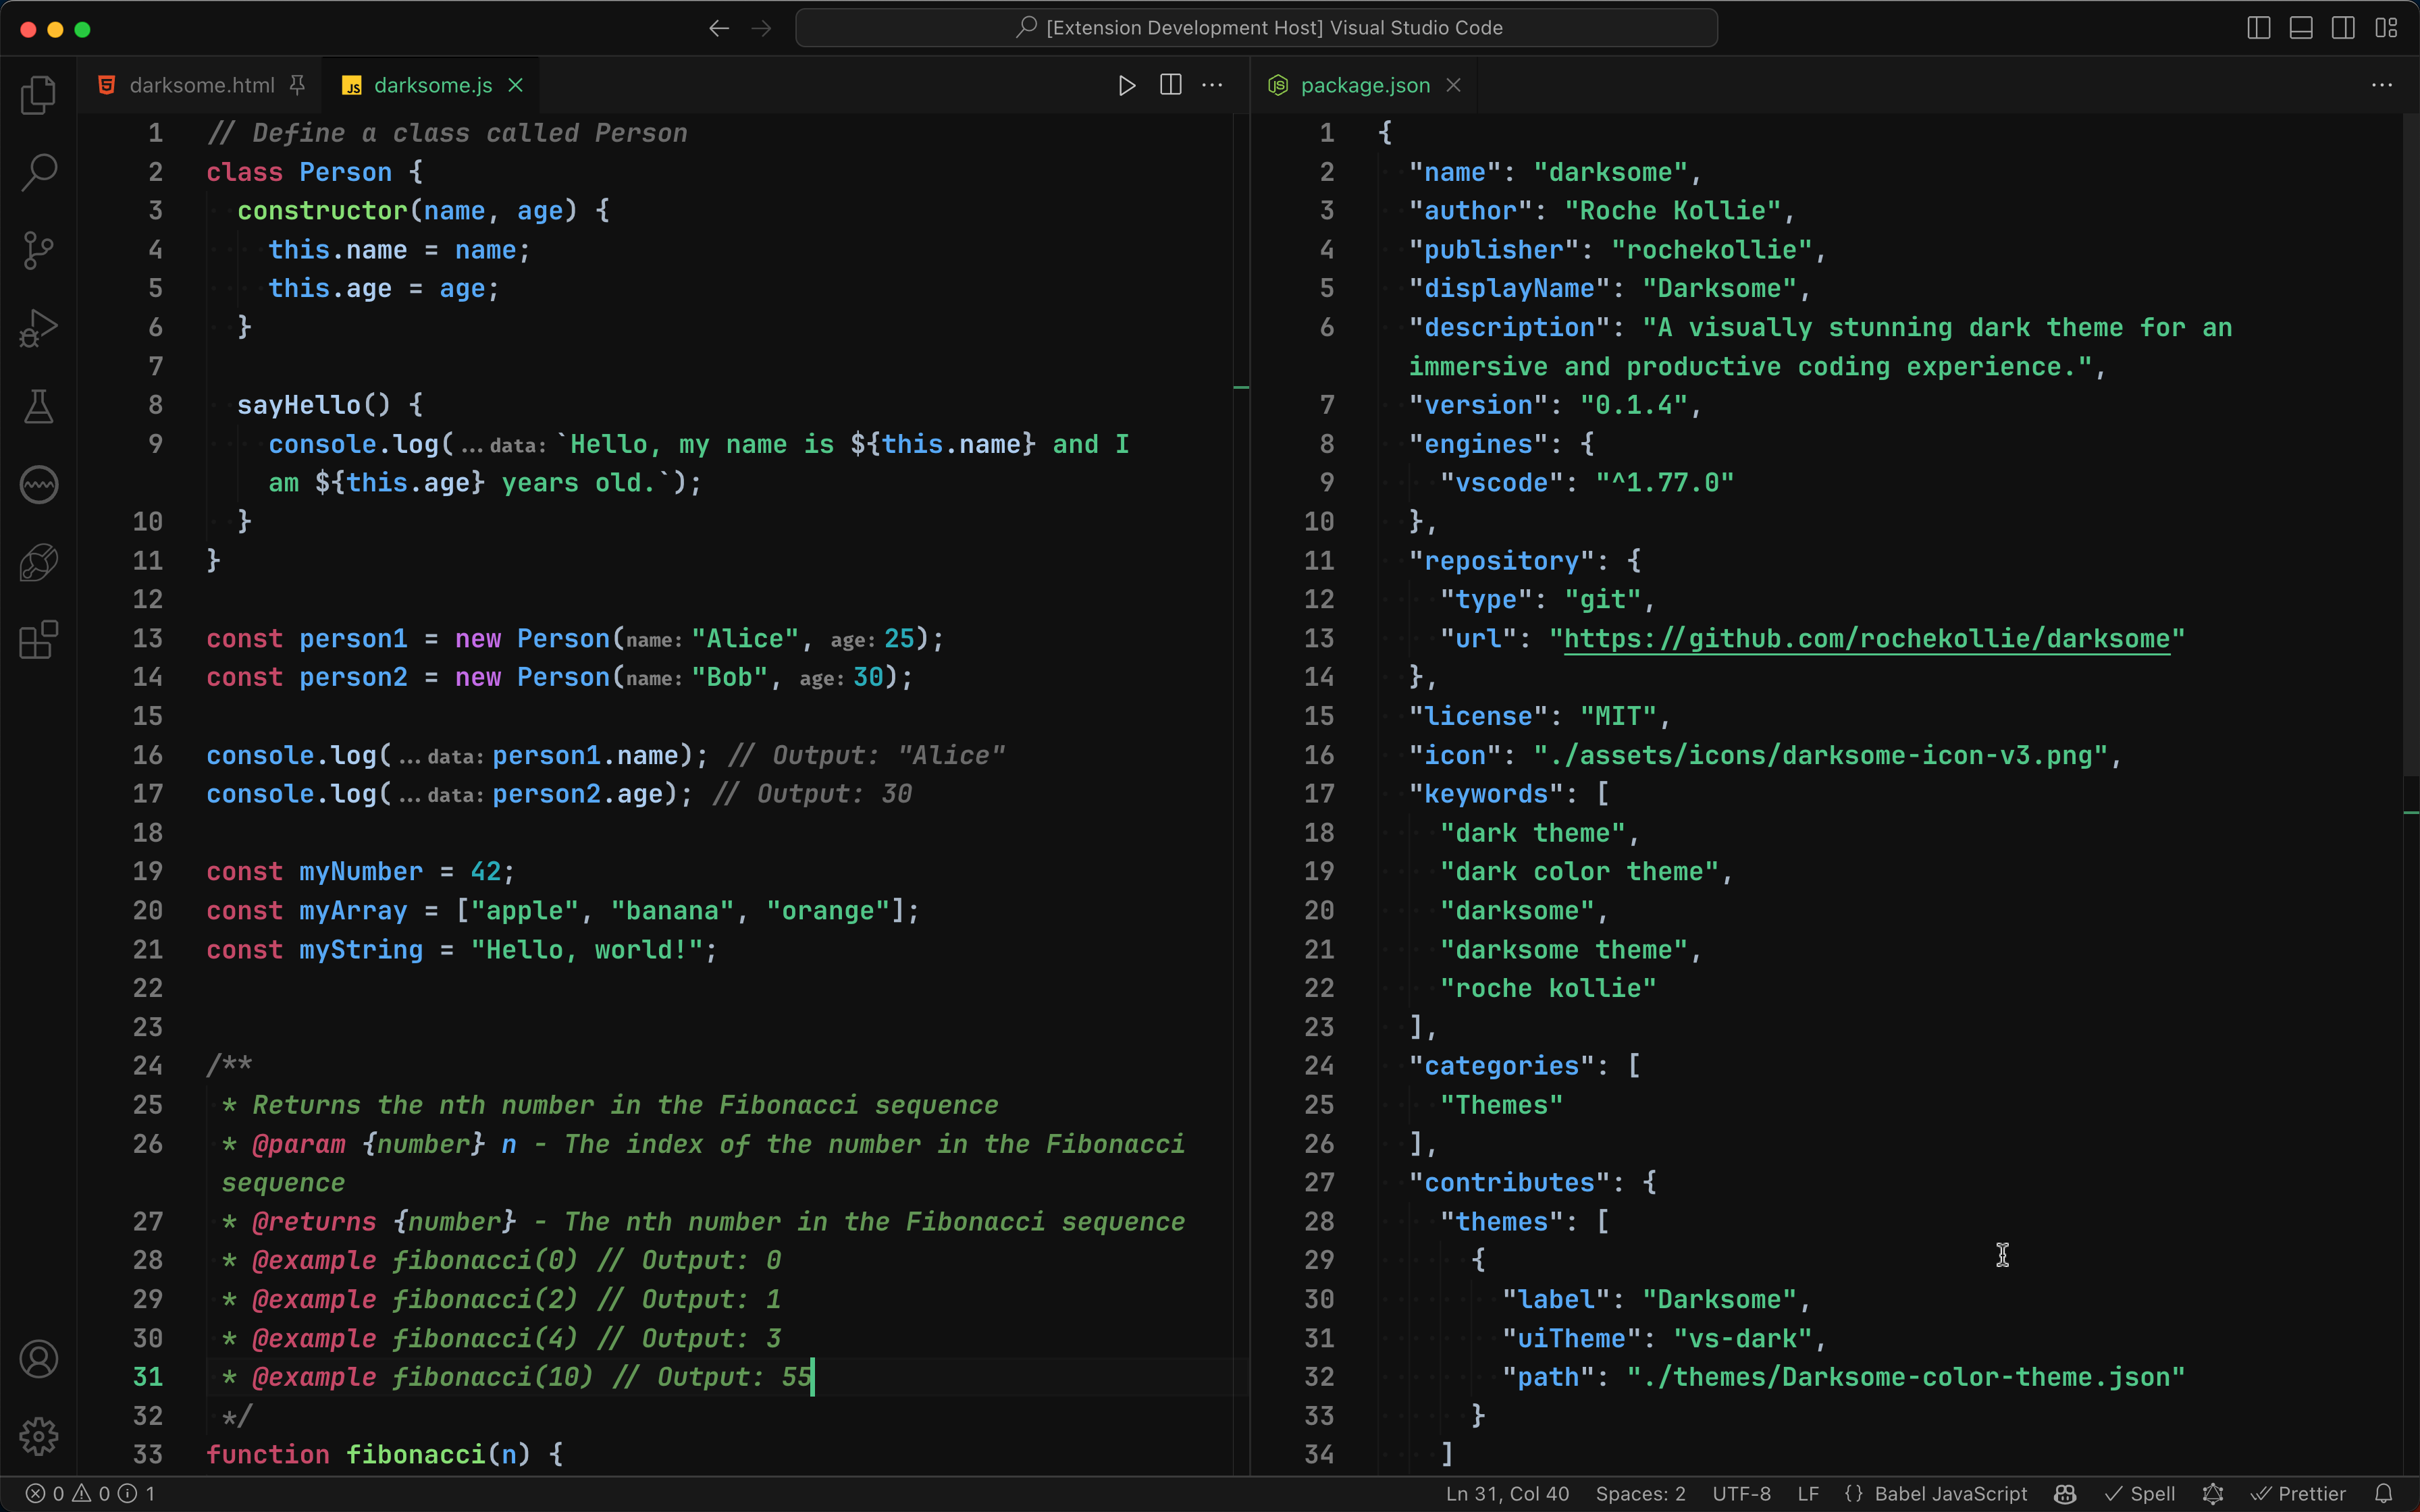 [Extension Development Host] Visual Studio Code
darksome.html
JS darksome.js
1 // Define a class called Person
2 class Person {
3   constructor(name, age) {
4     this.name = name;
5     this.age = age;
6   }
7
8   sayHello() {
9     console.log(...data: `Hello, my name is ${this.name} and I
am ${this.age} years old.`);
10   }
11 }
12
13 const person1 = new Person(name: "Alice", age: 25);
14 const person2 = new Person(name: "Bob", age: 30);
15
16 console.log(...data: person1.name); // Output: "Alice"
17 console.log(...data: person2.age); // Output: 30
18
19 const myNumber = 42;
20 const myArray = ["apple", "banana", "orange"];
21 const myString = "Hello, world!";
22
23
24 /**
25  * Returns the nth number in the Fibonacci sequence
26  * @param {number} n - The index of the number in the Fibonacci
sequence
27  * @returns {number} - The nth number in the Fibonacci sequence
28  * @example fibonacci(0) // Output: 0
29  * @example fibonacci(2) // Output: 1
30  * @example fibonacci(4) // Output: 3
31  * @example fibonacci(10) // Output: 55
32  */
33 function fibonacci(n) {
package.json
1 {
2   "name": "darksome",
3   "author": "Roche Kollie",
4   "publisher": "rochekollie",
5   "displayName": "Darksome",
6   "description": "A visually stunning dark theme for an
immersive and productive coding experience.",
7   "version": "0.1.4",
8   "engines": {
9     "vscode": "^1.77.0"
10   },
11   "repository": {
12     "type": "git",
13     "url": "https://github.com/rochekollie/darksome"
14   },
15   "license": "MIT",
16   "icon": "./assets/icons/darksome-icon-v3.png",
17   "keywords": [
18     "dark theme",
19     "dark color theme",
20     "darksome",
21     "darksome theme",
22     "roche kollie"
23   ],
24   "categories": [
25     "Themes"
26   ],
27   "contributes": {
28     "themes": [
29       {
30         "label": "Darksome",
31         "uiTheme": "vs-dark",
32         "path": "./themes/Darksome-color-theme.json"
33       }
34     ]
0 0 1
Ln 31, Col 40 Spaces: 2 UTF-8 LF {} Babel JavaScript Spell Prettier